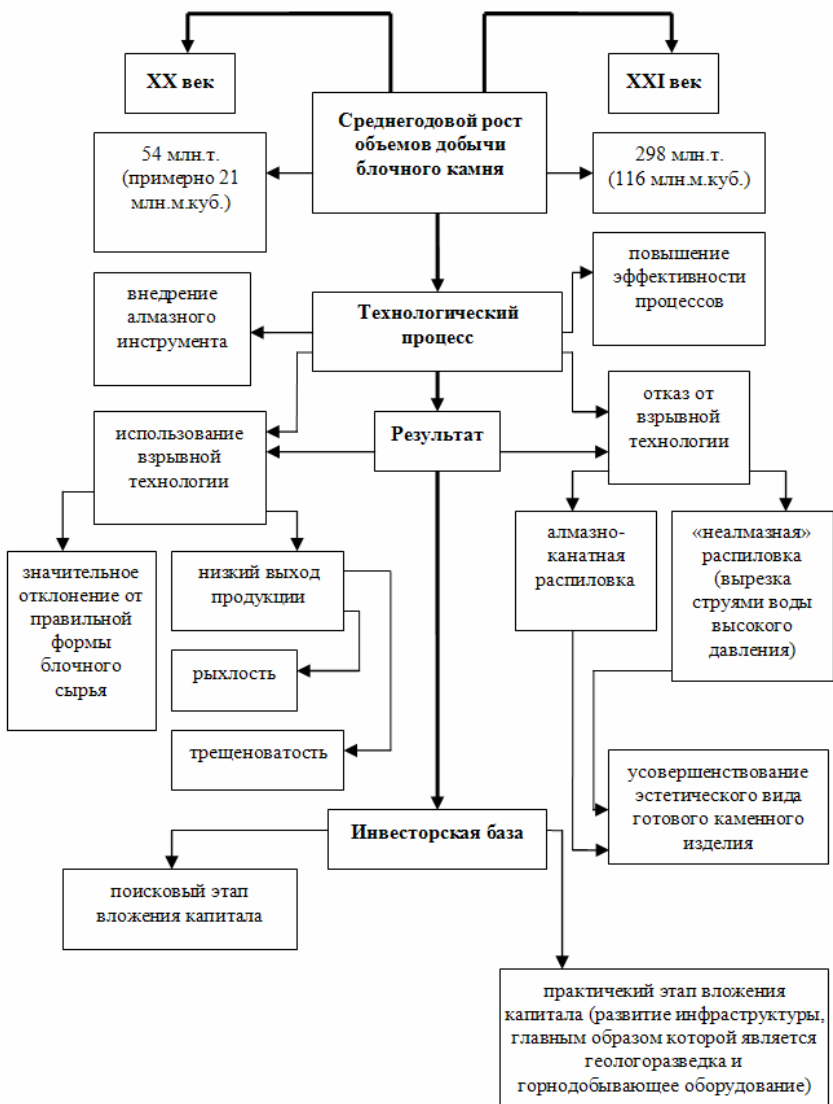 XX век
XXI век
Среднегодовой рост
объемов добычи
блочного камня
54 млн.т.
(примерно 21
млн.м.куб.)
298 млн.т.
(116 млн.м.куб.)
повышение
эффективности
процессов
внедрение
алмазного
инструмента
Технологический
процесс
отказ от
взрывной
технологии
использование
взрывной
технологии
Результат
алмазно-
канатная
распиловка
«неалмазная»
распиловка
(вырезка
струями воды
высокого
давления)
значительное
отклонение от
правильной
формы
блочного
сырья
низкий выход
продукции
рыхлость
трещеноватость
усовершенствование
эстетического вида
готового каменного
изделия
Инвесторская база
поисковый этап
вложения капитала
практичекий этап вложения
капитала (развитие инфраструктуры,
главным образом которой является
геологоразведка и
горнодобывающее оборудование)